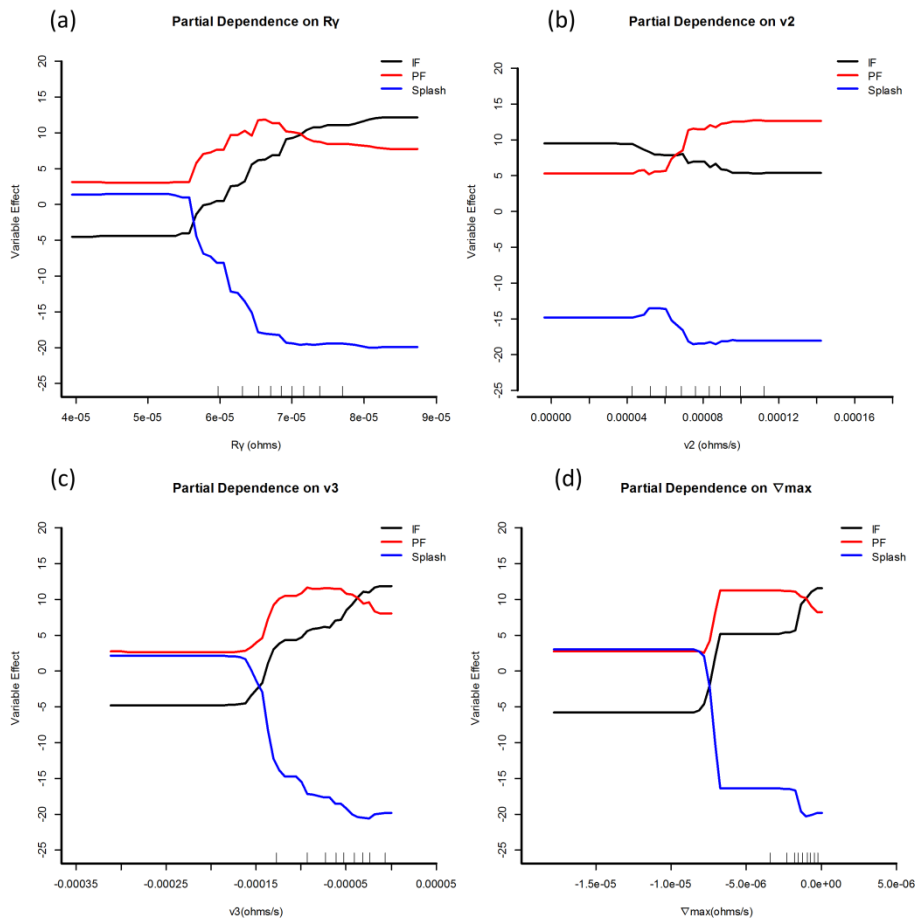 (a)
Partial Dependence on Rγ
IF
PF
Splash
Variable Effect
20
15
10
5
0
-5
-10
-15
-20
-25
4e-05
5e-05
6e-05
7e-05
8e-05
9e-05
Rγ (ohms)
(b)
Partial Dependence on v2
IF
PF
Splash
Variable Effect
20
15
10
5
0
-5
-10
-15
-20
-25
0.00000
0.00004
0.00008
0.00012
0.00016
v2 (ohms/s)
(c)
Partial Dependence on v3
IF
PF
Splash
Variable Effect
20
15
10
5
0
-5
-10
-15
-20
-25
-0.00035
-0.00025
-0.00015
-0.00005
0.00005
v3(ohms/s)
(d)
Partial Dependence on ∇max
IF
PF
Splash
Variable Effect
20
15
10
5
0
-5
-10
-15
-20
-25
-1.5e-05
-1.0e-05
-5.0e-06
0.0e+00
5.0e-06
∇max(ohms/s)